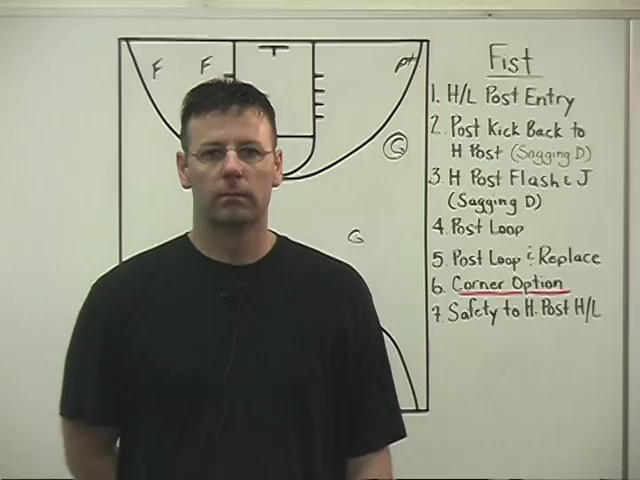 Fist
F F pt
1. H/L Post Entry
2. Post Kick Back to
H Post (Sagging D)
G
3. H Post Flash & J
(Sagging D)
4. Post Loop
G
5. Post Loop & Replace
6. Corner Option
7. Safety to H. Post H/L